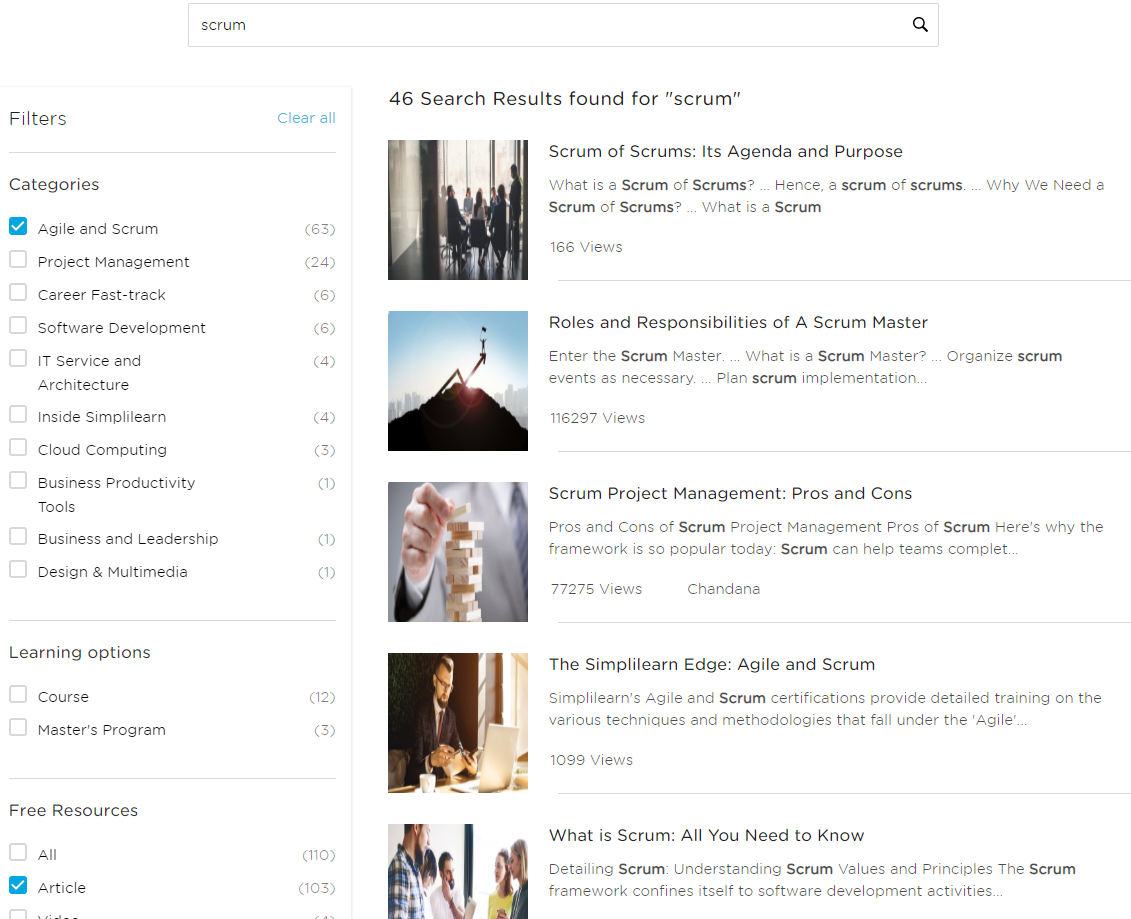 scrum
Filters
Clear all
Categories
Agile and Scrum (63)
Project Management (24)
Career Fast-track (6)
Software Development (6)
IT Service and (4)
Architecture
Inside Simplilearn (4)
Cloud Computing (3)
Business Productivity (1)
Tools
Business and Leadership (1)
Design & Multimedia (1)
Learning options
Course (12)
Master's Program (3)
Free Resources
All (110)
Article (103)
Video (4)
46 Search Results found for "scrum"
Scrum of Scrums: Its Agenda and Purpose
What is a Scrum of Scrums? ... Hence, a scrum of scrums. ... Why We Need a
Scrum of Scrums? ... What is a Scrum
166 Views
Roles and Responsibilities of A Scrum Master
Enter the Scrum Master. ... What is a Scrum Master? ... Organize scrum
events as necessary. ... Plan scrum implementation...
116297 Views
Scrum Project Management: Pros and Cons
Pros and Cons of Scrum Project Management Pros of Scrum Here's why the
framework is so popular today: Scrum can help teams complet...
77275 Views Chandana
The Simplilearn Edge: Agile and Scrum
Simplilearn's Agile and Scrum certifications provide detailed training on the
various techniques and methodologies that fall under the 'Agile'...
1099 Views
What is Scrum: All You Need to Know
Detailing Scrum: Understanding Scrum Values and Principles The Scrum
framework confines itself to software development activities...